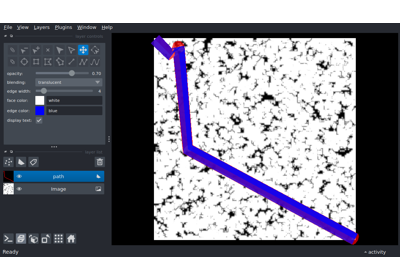 File View Layers Plugins Window Help
opacity: 0.70
blending: translucent
edge width:
face color: white
edge color: blue
display text:
path
Image
Ready activity